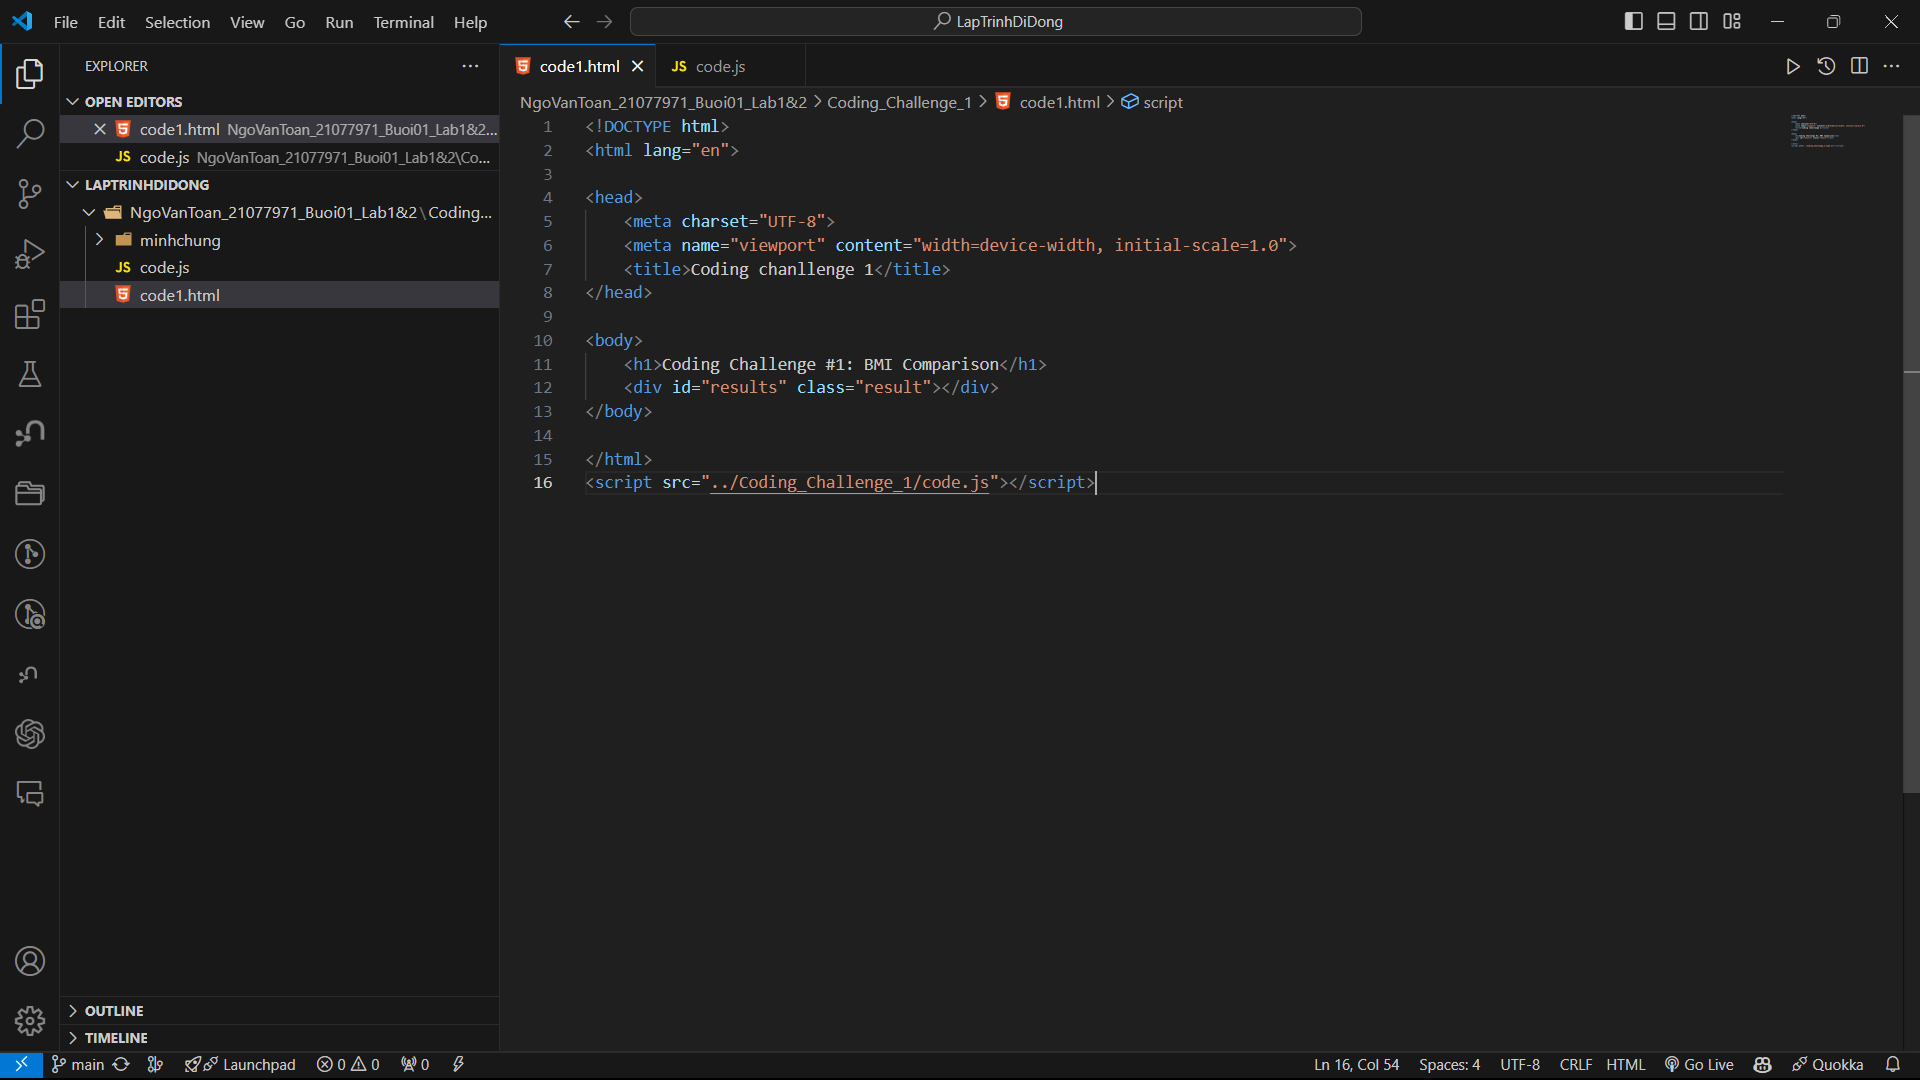 File Edit Selection View Go Run Terminal Help
LapTrinhDiDong
EXPLORER
OPEN EDITORS
code1.html NgoVanToan_21077971_Buoi01_Lab1&2...
JS code.js NgoVanToan_21077971_Buoi01_Lab1&2\Co...
LAPTRINHDIDONG
NgoVanToan_21077971_Buoi01_Lab1&2\Coding...
minhchung
JS code.js
code1.html
OUTLINE
TIMELINE
code1.html
JS code.js
NgoVanToan_21077971_Buoi01_Lab1&2 > Coding_Challenge_1 > code1.html > script
1 <!DOCTYPE html>
2 <html lang="en">
3
4 <head>
5 <meta charset="UTF-8">
6 <meta name="viewport" content="width=device-width, initial-scale=1.0">
7 <title>Coding chanllenge 1</title>
8 </head>
9
10 <body>
11 <h1>Coding Challenge #1: BMI Comparison</h1>
12 <div id="results" class="result"></div>
13 </body>
14
15 </html>
16 <script src="../Coding_Challenge_1/code.js"></script>
main Launchpad 0 0 0 Ln 16, Col 54 Spaces: 4 UTF-8 CRLF HTML Go Live Quokka